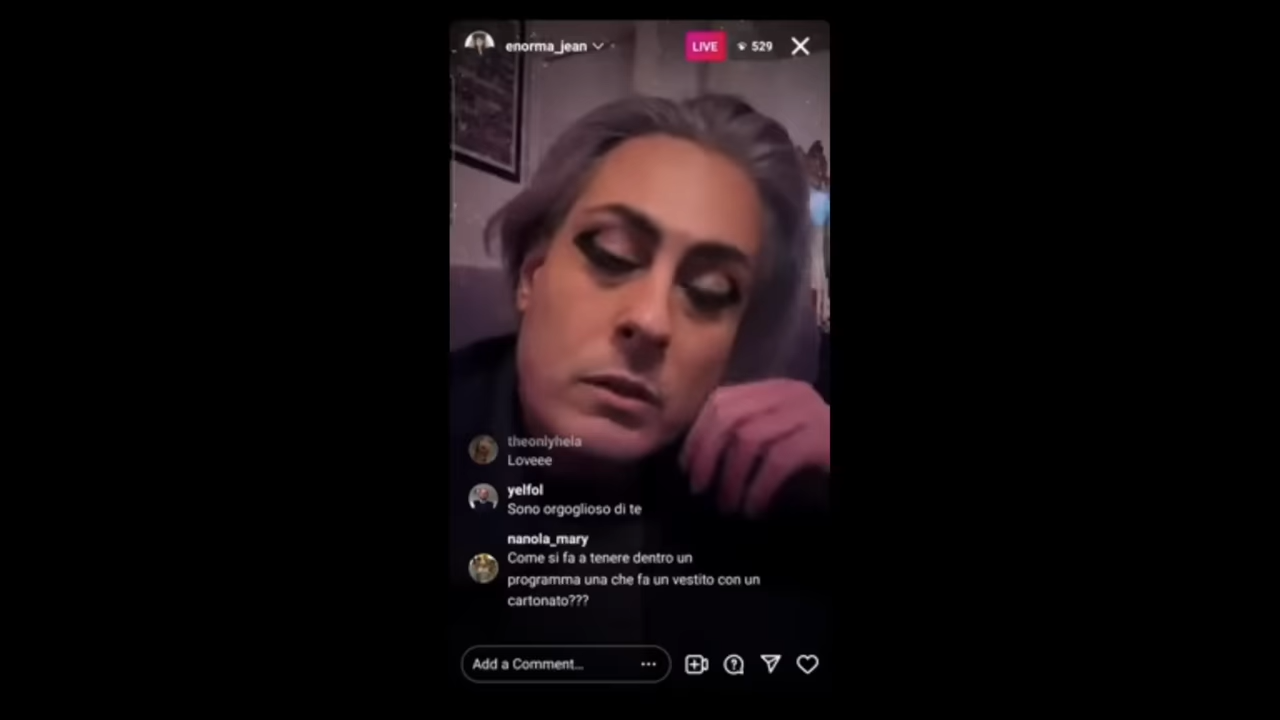 enorma_jean
LIVE
529
theonlyhela
Loveee
yelfol
Sono orgoglioso di te
nanola_mary
Come si fa a tenere dentro un
programma una che fa un vestito con un
cartonato???
Add a Comment...